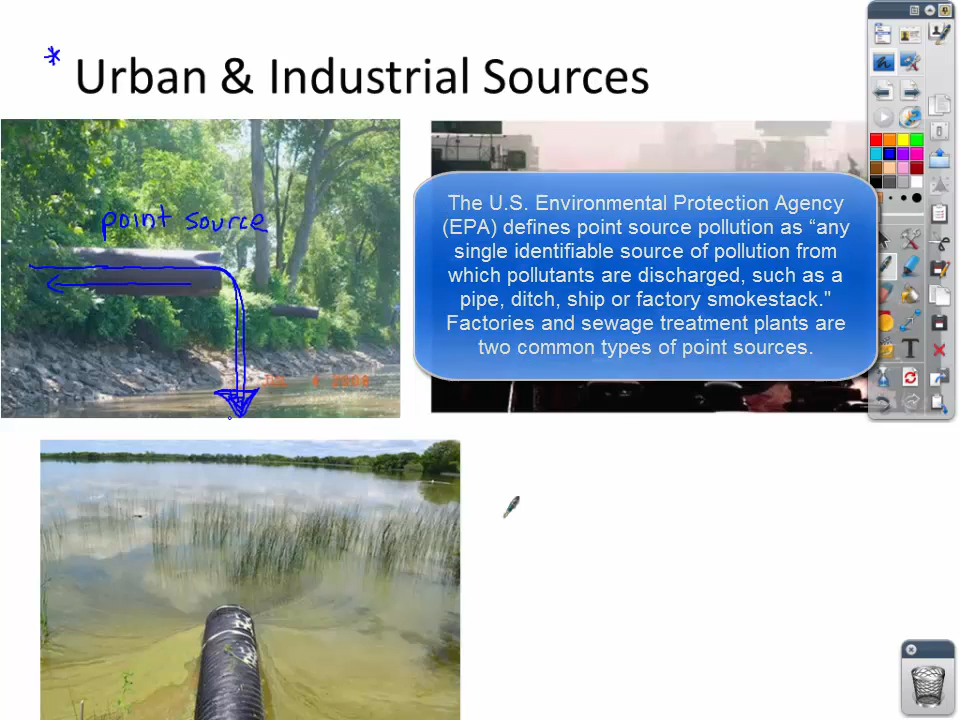 * Urban & Industrial Sources
point source
The U.S. Environmental Protection Agency
(EPA) defines point source pollution as “any
single identifiable source of pollution from
which pollutants are discharged, such as a
pipe, ditch, ship or factory smokestack."
Factories and sewage treatment plants are
two common types of point sources.
4 2008
T